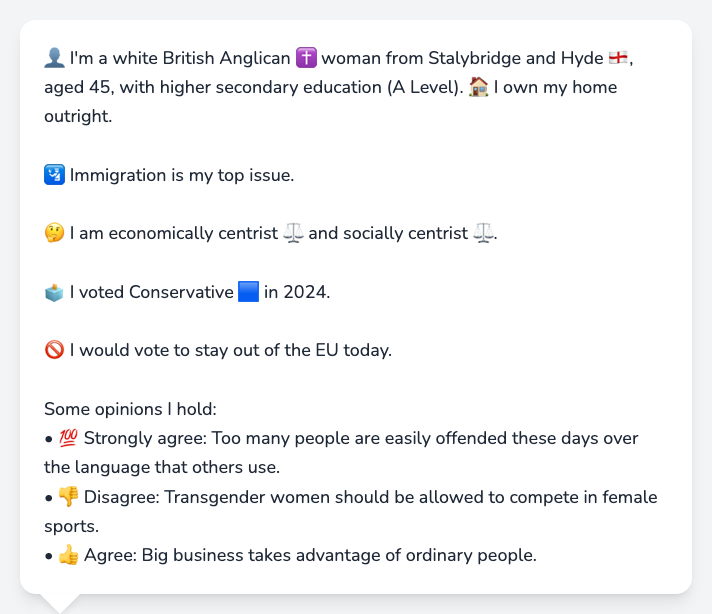 👤 I'm a white British Anglican ✝️ woman from Stalybridge and Hyde 🏴󠁧󠁢󠁥󠁮󠁧󠁿,
aged 45, with higher secondary education (A Level). 🏠 I own my home
outright.
🛂 Immigration is my top issue.
🤔 I am economically centrist ⚖️ and socially centrist ⚖️.
🗳️ I voted Conservative 🟦 in 2024.
🚫 I would vote to stay out of the EU today.
Some opinions I hold:
• 💯 Strongly agree: Too many people are easily offended these days over
the language that others use.
• 👎 Disagree: Transgender women should be allowed to compete in female
sports.
• 👍 Agree: Big business takes advantage of ordinary people.